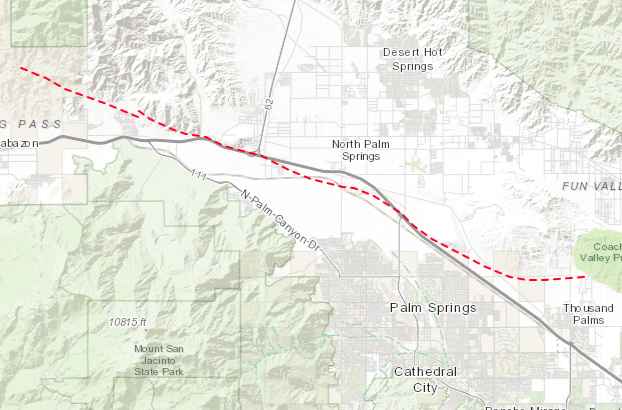 Desert Hot
Springs
62
G PASS
abazon
North Palm
Springs
111
FUN VALL
N-Palm-Canyon-Dr
Coach
Valley Pr
Palm Springs
Thousand
Palms
10815 ft
Mount San
Jacinto
State Park
Cathedral
City